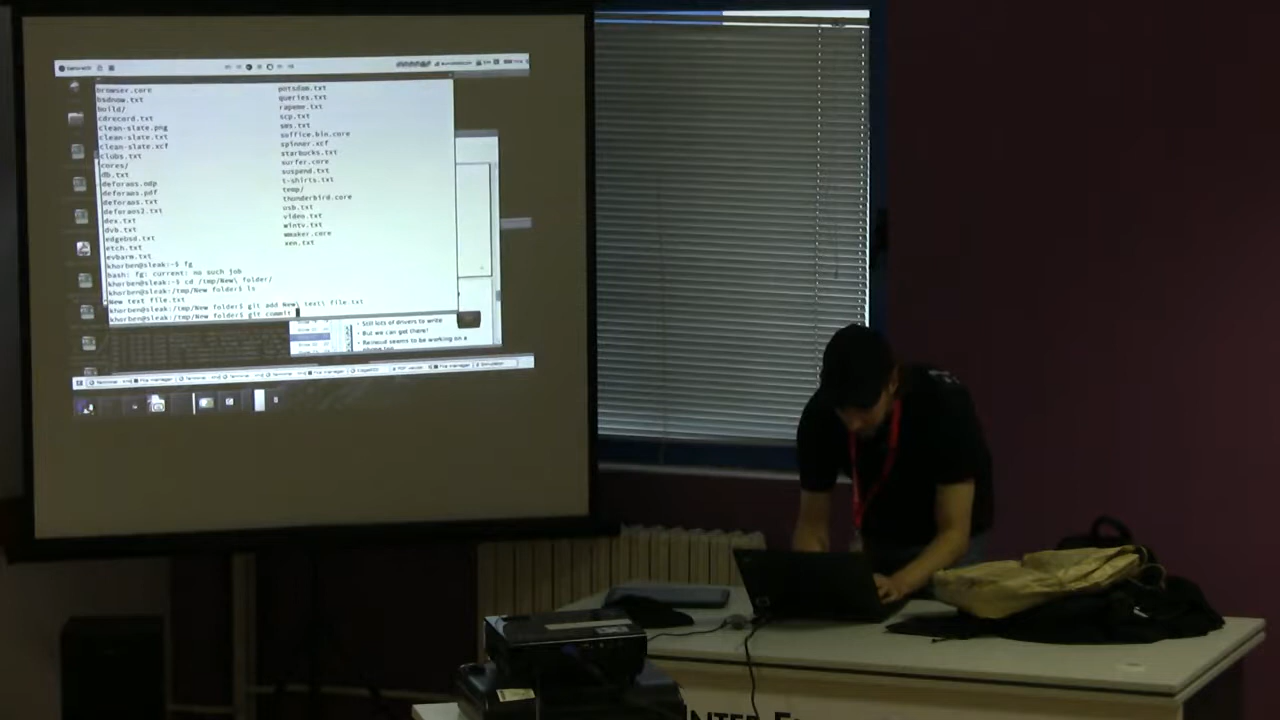 browser.core
bsdnow.txt
build/
cdrecord.txt
clean-slate.png
clean-slate.txt
clean-slate.xcf
clubs.txt
cores/
db.txt
deforaos.odp
deforaos.pdf
deforaos.txt
deforaos2.txt
dex.txt
dvb.txt
edgebsd.txt
etch.txt
evbarm.txt
potsdam.txt
queries.txt
rapeme.txt
scp.txt
sms.txt
soffice.bin.core
spinner.xcf
starbucks.txt
surfer.core
suspend.txt
t-shirts.txt
temp/
thunderbird.core
usb.txt
video.txt
wintv.txt
wmaker.core
xen.txt
khorben@sleak:~$ fg
bash: fg: current: no such job
khorben@sleak:~$ cd /tmp/New\ folder/
khorben@sleak:/tmp/New folder$ ls
New text file.txt
khorben@sleak:/tmp/New folder$ git add New\ text\ file.txt
khorben@sleak:/tmp/New folder$ git commit
• Still lots of drivers to write
• But we can get there!
• Reinoud seems to be working on a